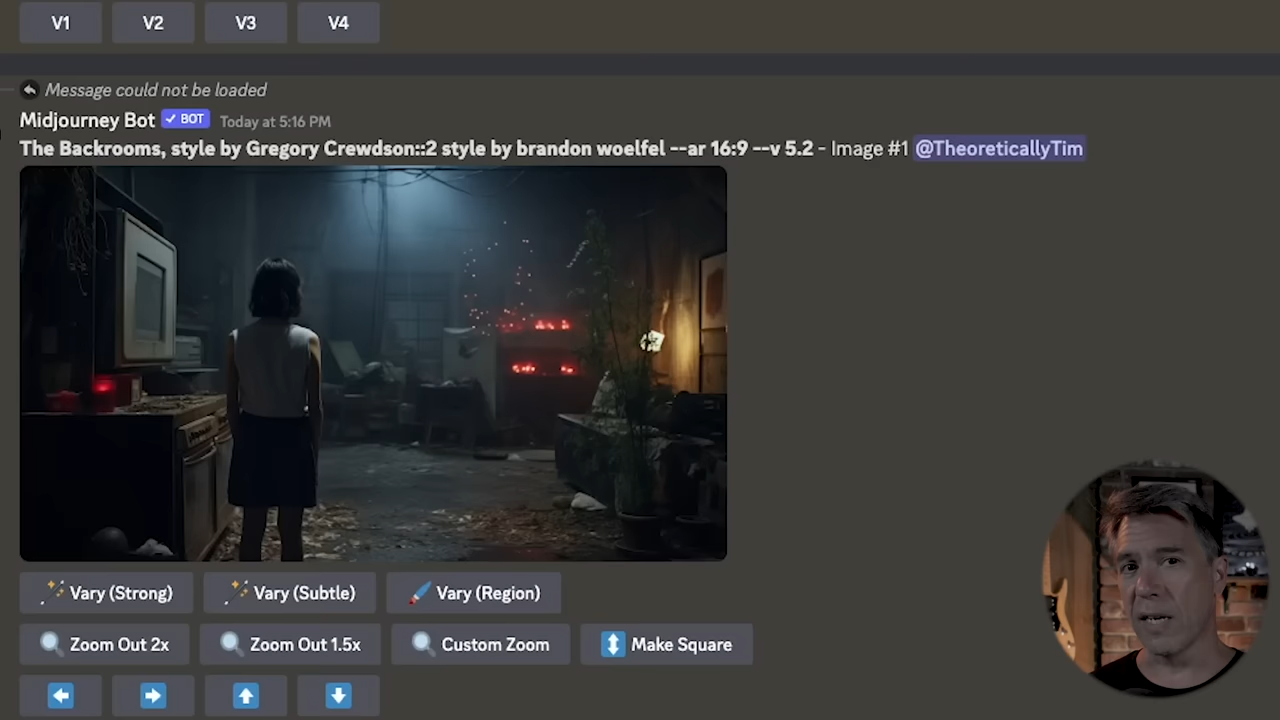 V1 V2 V3 V4
Message could not be loaded
Midjourney Bot ✓ BOT Today at 5:16 PM
The Backrooms, style by Gregory Crewdson::2 style by brandon woelfel --ar 16:9 --v 5.2 - Image #1 @TheoreticallyTim
Vary (Strong) Vary (Subtle) Vary (Region)
Zoom Out 2x Zoom Out 1.5x Custom Zoom Make Square